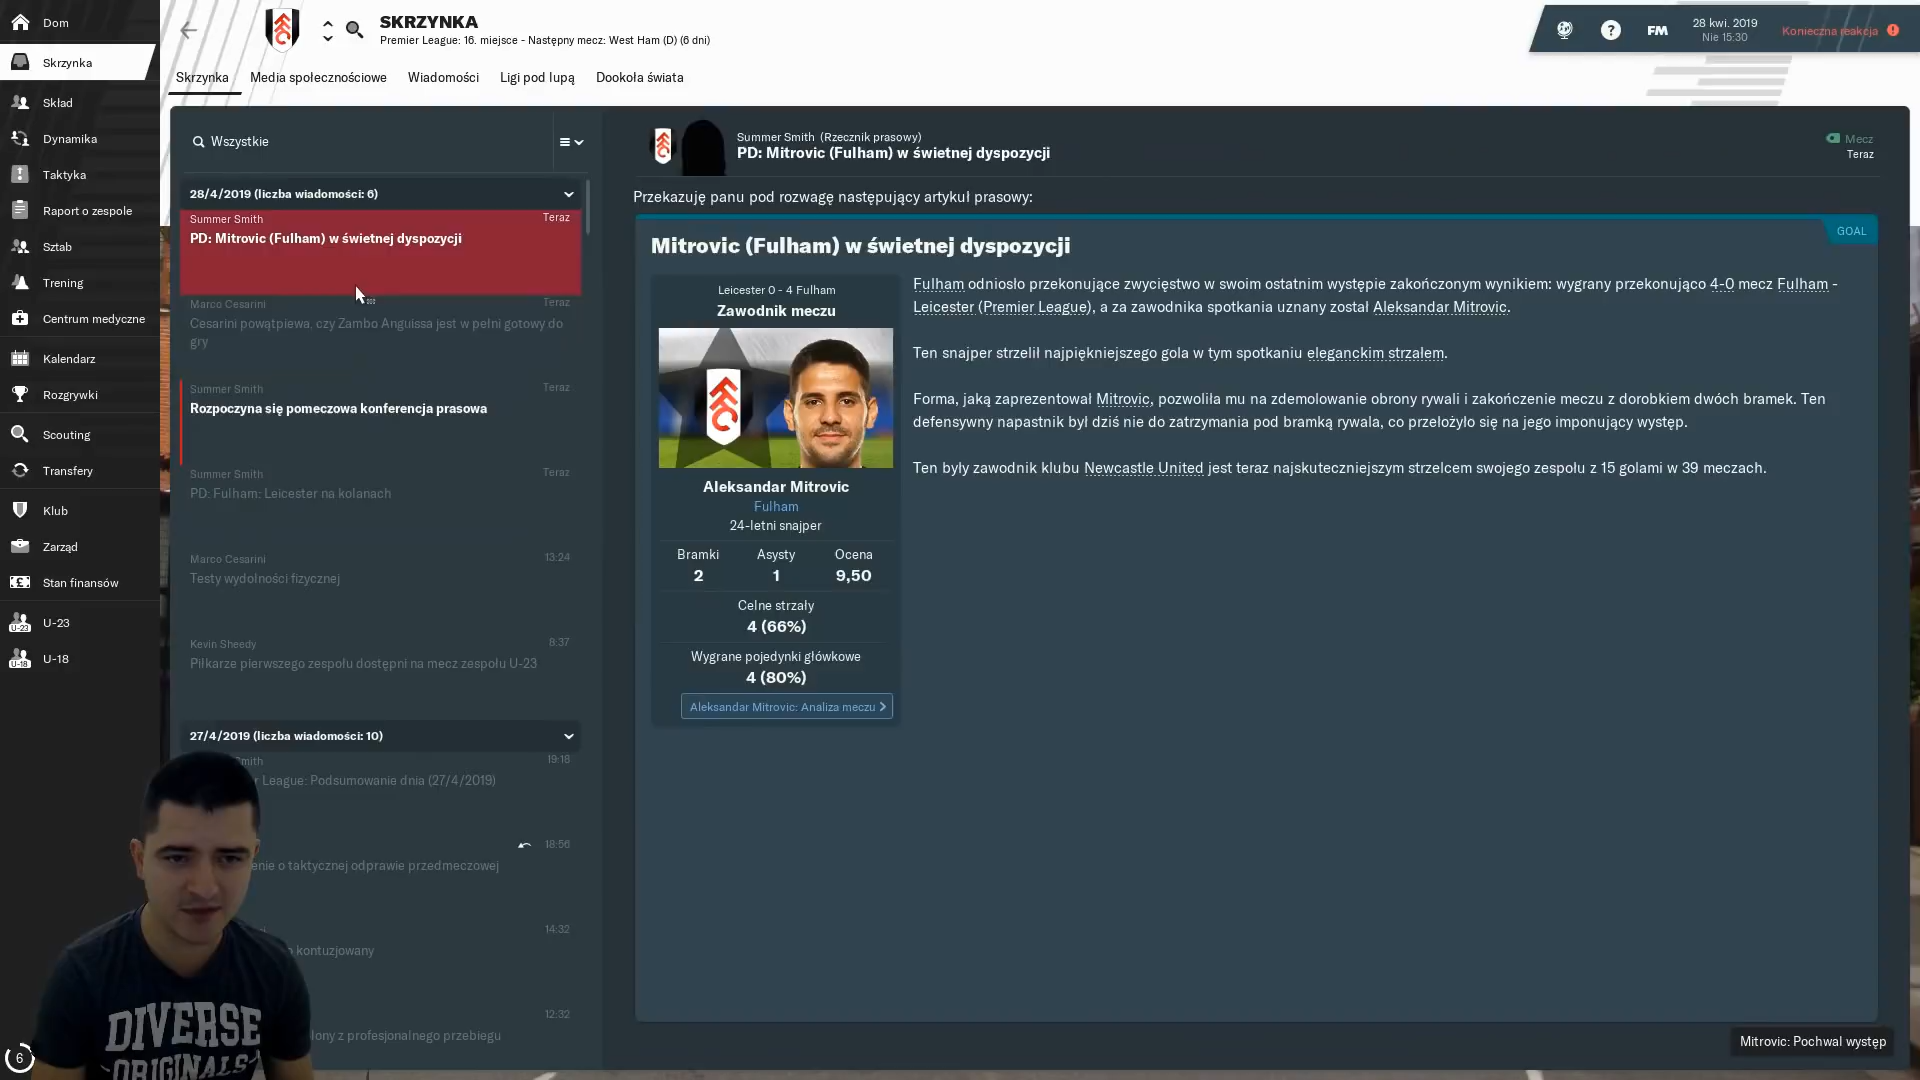 Dom
Skrzynka
Skład
Dynamika
Taktyka
Raport o zespole
Sztab
Trening
Centrum medyczne
Kalendarz
Rozgrywki
Scouting
Transfery
Klub
Zarząd
Stan finansów
U-23
U-23
U-18
U-18
6
SKRZYNKA
Premier League: 16. miejsce - Następny mecz: West Ham (D) (6 dni)
FM
28 kwi. 2019
Nie 15:30
Konieczna reakcja
Skrzynka
Media społecznościowe
Wiadomości
Ligi pod lupą
Dookoła świata
Wszystkie
28/4/2019 (liczba wiadomości: 6)
Summer Smith
Teraz
PD: Mitrovic (Fulham) w świetnej dyspozycji
Marco Cesarini
Teraz
Cesarini powątpiewa, czy Zambo Anguissa jest w pełni gotowy do
gry
Summer Smith
Teraz
Rozpoczyna się pomeczowa konferencja prasowa
Summer Smith
Teraz
PD: Fulham: Leicester na kolanach
Marco Cesarini
13:24
Testy wydolności fizycznej
Kevin Sheedy
8:37
Piłkarze pierwszego zespołu dostępni na mecz zespołu U-23
27/4/2019 (liczba wiadomości: 10)
19:18
League: Podsumowanie dnia (27/4/2019)
18:56
o taktycznej odprawie przedmeczowej
14:32
kontuzjowany
12:32
z profesjonalnego przebiegu
Summer Smith (Rzecznik prasowy)
PD: Mitrovic (Fulham) w świetnej dyspozycji
Mecz
Teraz
Przekazuję panu pod rozwagę następujący artykuł prasowy:
GOAL
Mitrovic (Fulham) w świetnej dyspozycji
Leicester 0 - 4 Fulham
Zawodnik meczu
Aleksandar Mitrovic
Fulham
24-letni snajper
Bramki Asysty Ocena
2 1 9,50
Celne strzały
4 (66%)
Wygrane pojedynki główkowe
4 (80%)
Aleksandar Mitrovic: Analiza meczu
Fulham odniosło przekonujące zwycięstwo w swoim ostatnim występie zakończonym wynikiem: wygrany przekonująco 4-0 mecz Fulham -
Leicester (Premier League), a za zawodnika spotkania uznany został Aleksandar Mitrovic.
Ten snajper strzelił najpiękniejszego gola w tym spotkaniu eleganckim strzałem.
Forma, jaką zaprezentował Mitrovic, pozwoliła mu na zdemolowanie obrony rywali i zakończenie meczu z dorobkiem dwóch bramek. Ten
defensywny napastnik był dziś nie do zatrzymania pod bramką rywala, co przełożyło się na jego imponujący występ.
Ten były zawodnik klubu Newcastle United jest teraz najskuteczniejszym strzelcem swojego zespołu z 15 golami w 39 meczach.
Mitrovic: Pochwal występ
DIVERSE
ORIGINALS